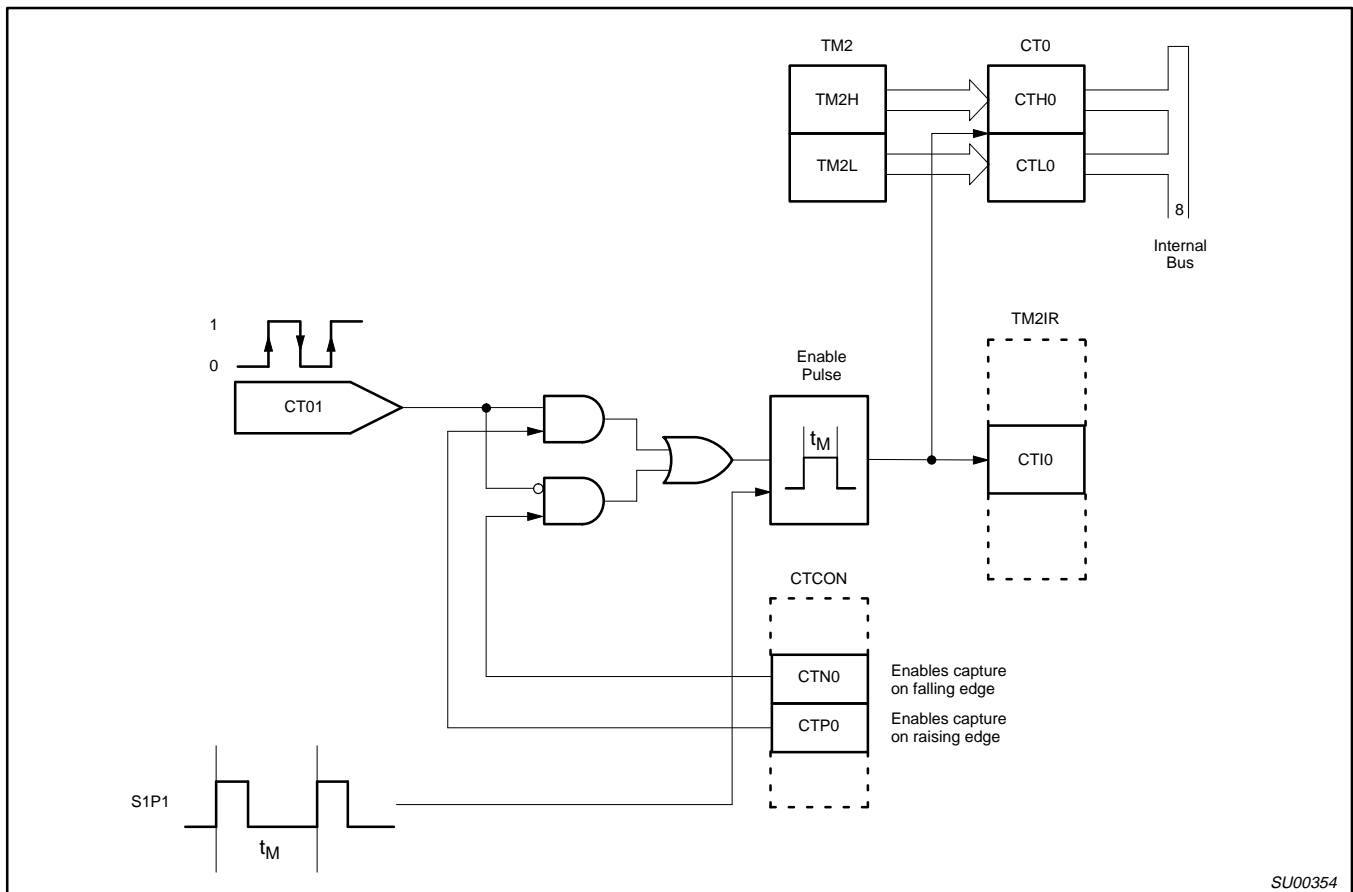 TM2
CT0
TM2H
CTH0
TM2L
CTL0
8
Internal
Bus
TM2IR
1
0
Enable
Pulse
CT01
tM
CTI0
CTCON
CTN0
Enables capture
on falling edge
CTP0
Enables capture
on raising edge
S1P1
tM
SU00354